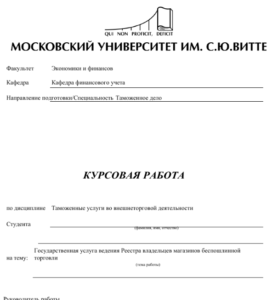 QUI NON PROFICIT, DEFICIT
МОСКОВСКИЙ УНИВЕРСИТЕТ ИМ. С.Ю.ВИТТЕ
Факультет Экономики и финансов
Кафедра Кафедра финансового учета
Направление подготовки/Специальность Таможенное дело
КУРСОВАЯ РАБОТА
по дисциплине Таможенные услуги во внешнеторговой деятельности
Студента
(фамилия, имя, отчество)
Государственная услуга ведения Реестра владельцев магазинов беспошлинной
на тему: торговли
(тема работы)
Руководитель работы